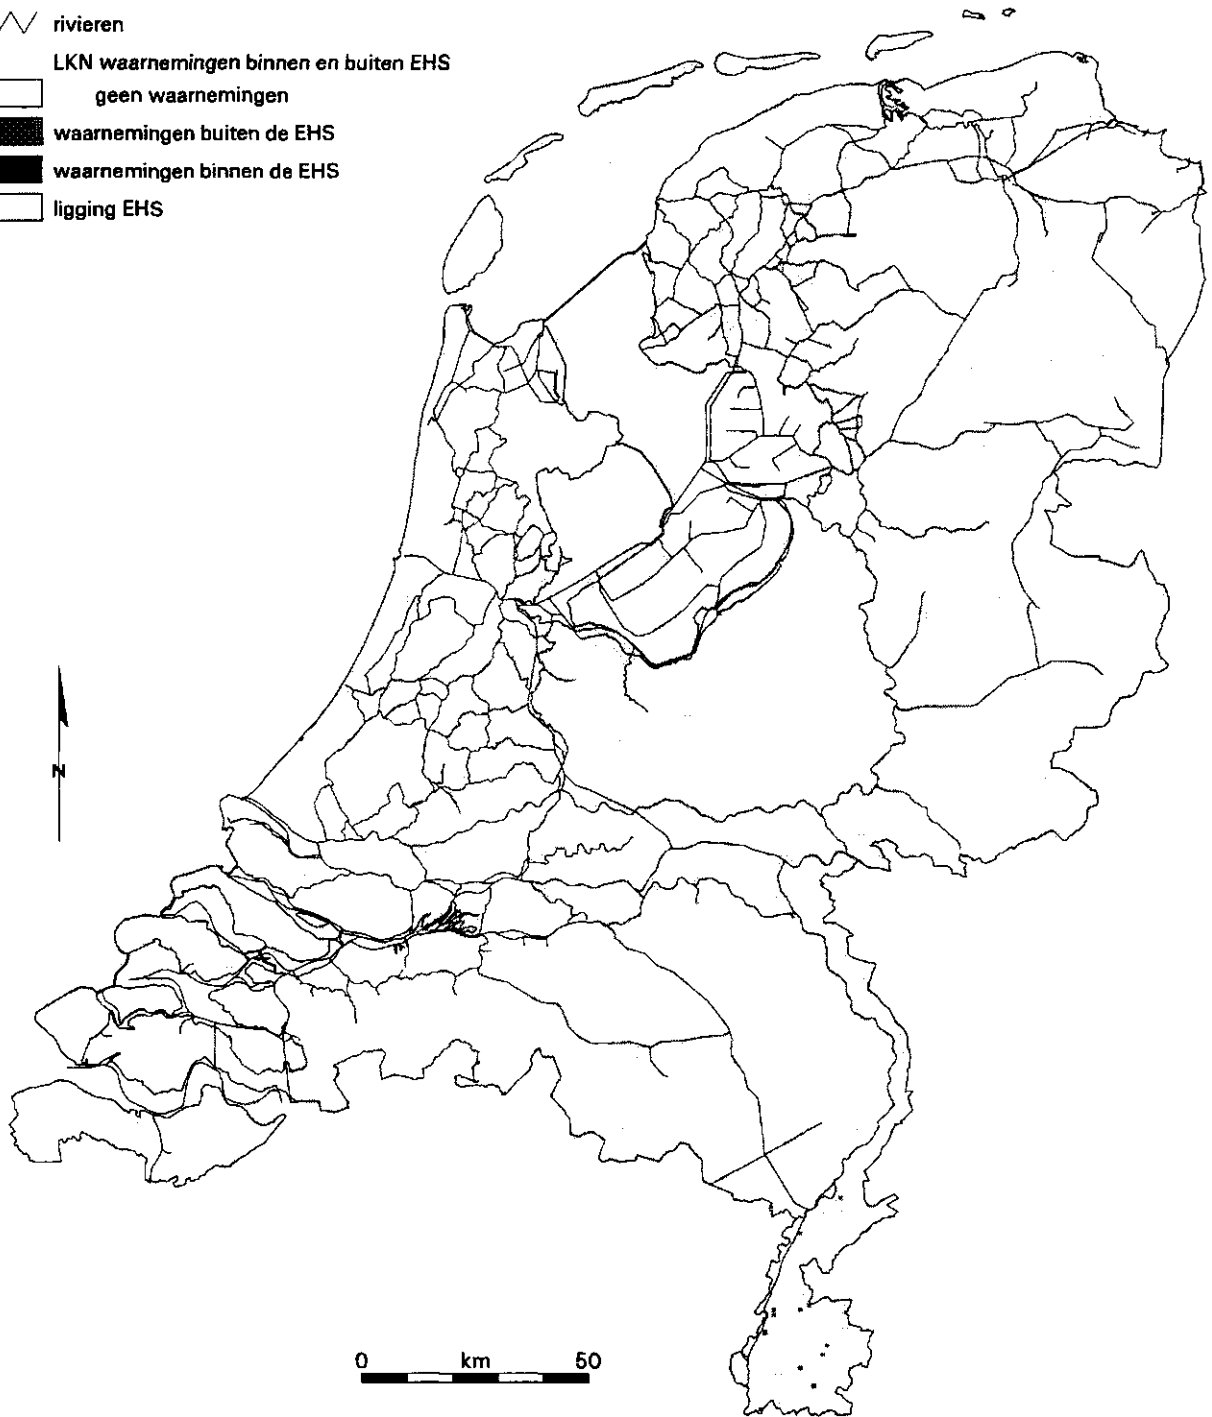 rivieren
LKN waarnemingen binnen en buiten EHS
geen waarnemingen
waarnemingen buiten de EHS
waarnemingen binnen de EHS
ligging EHS
N
0 km 50